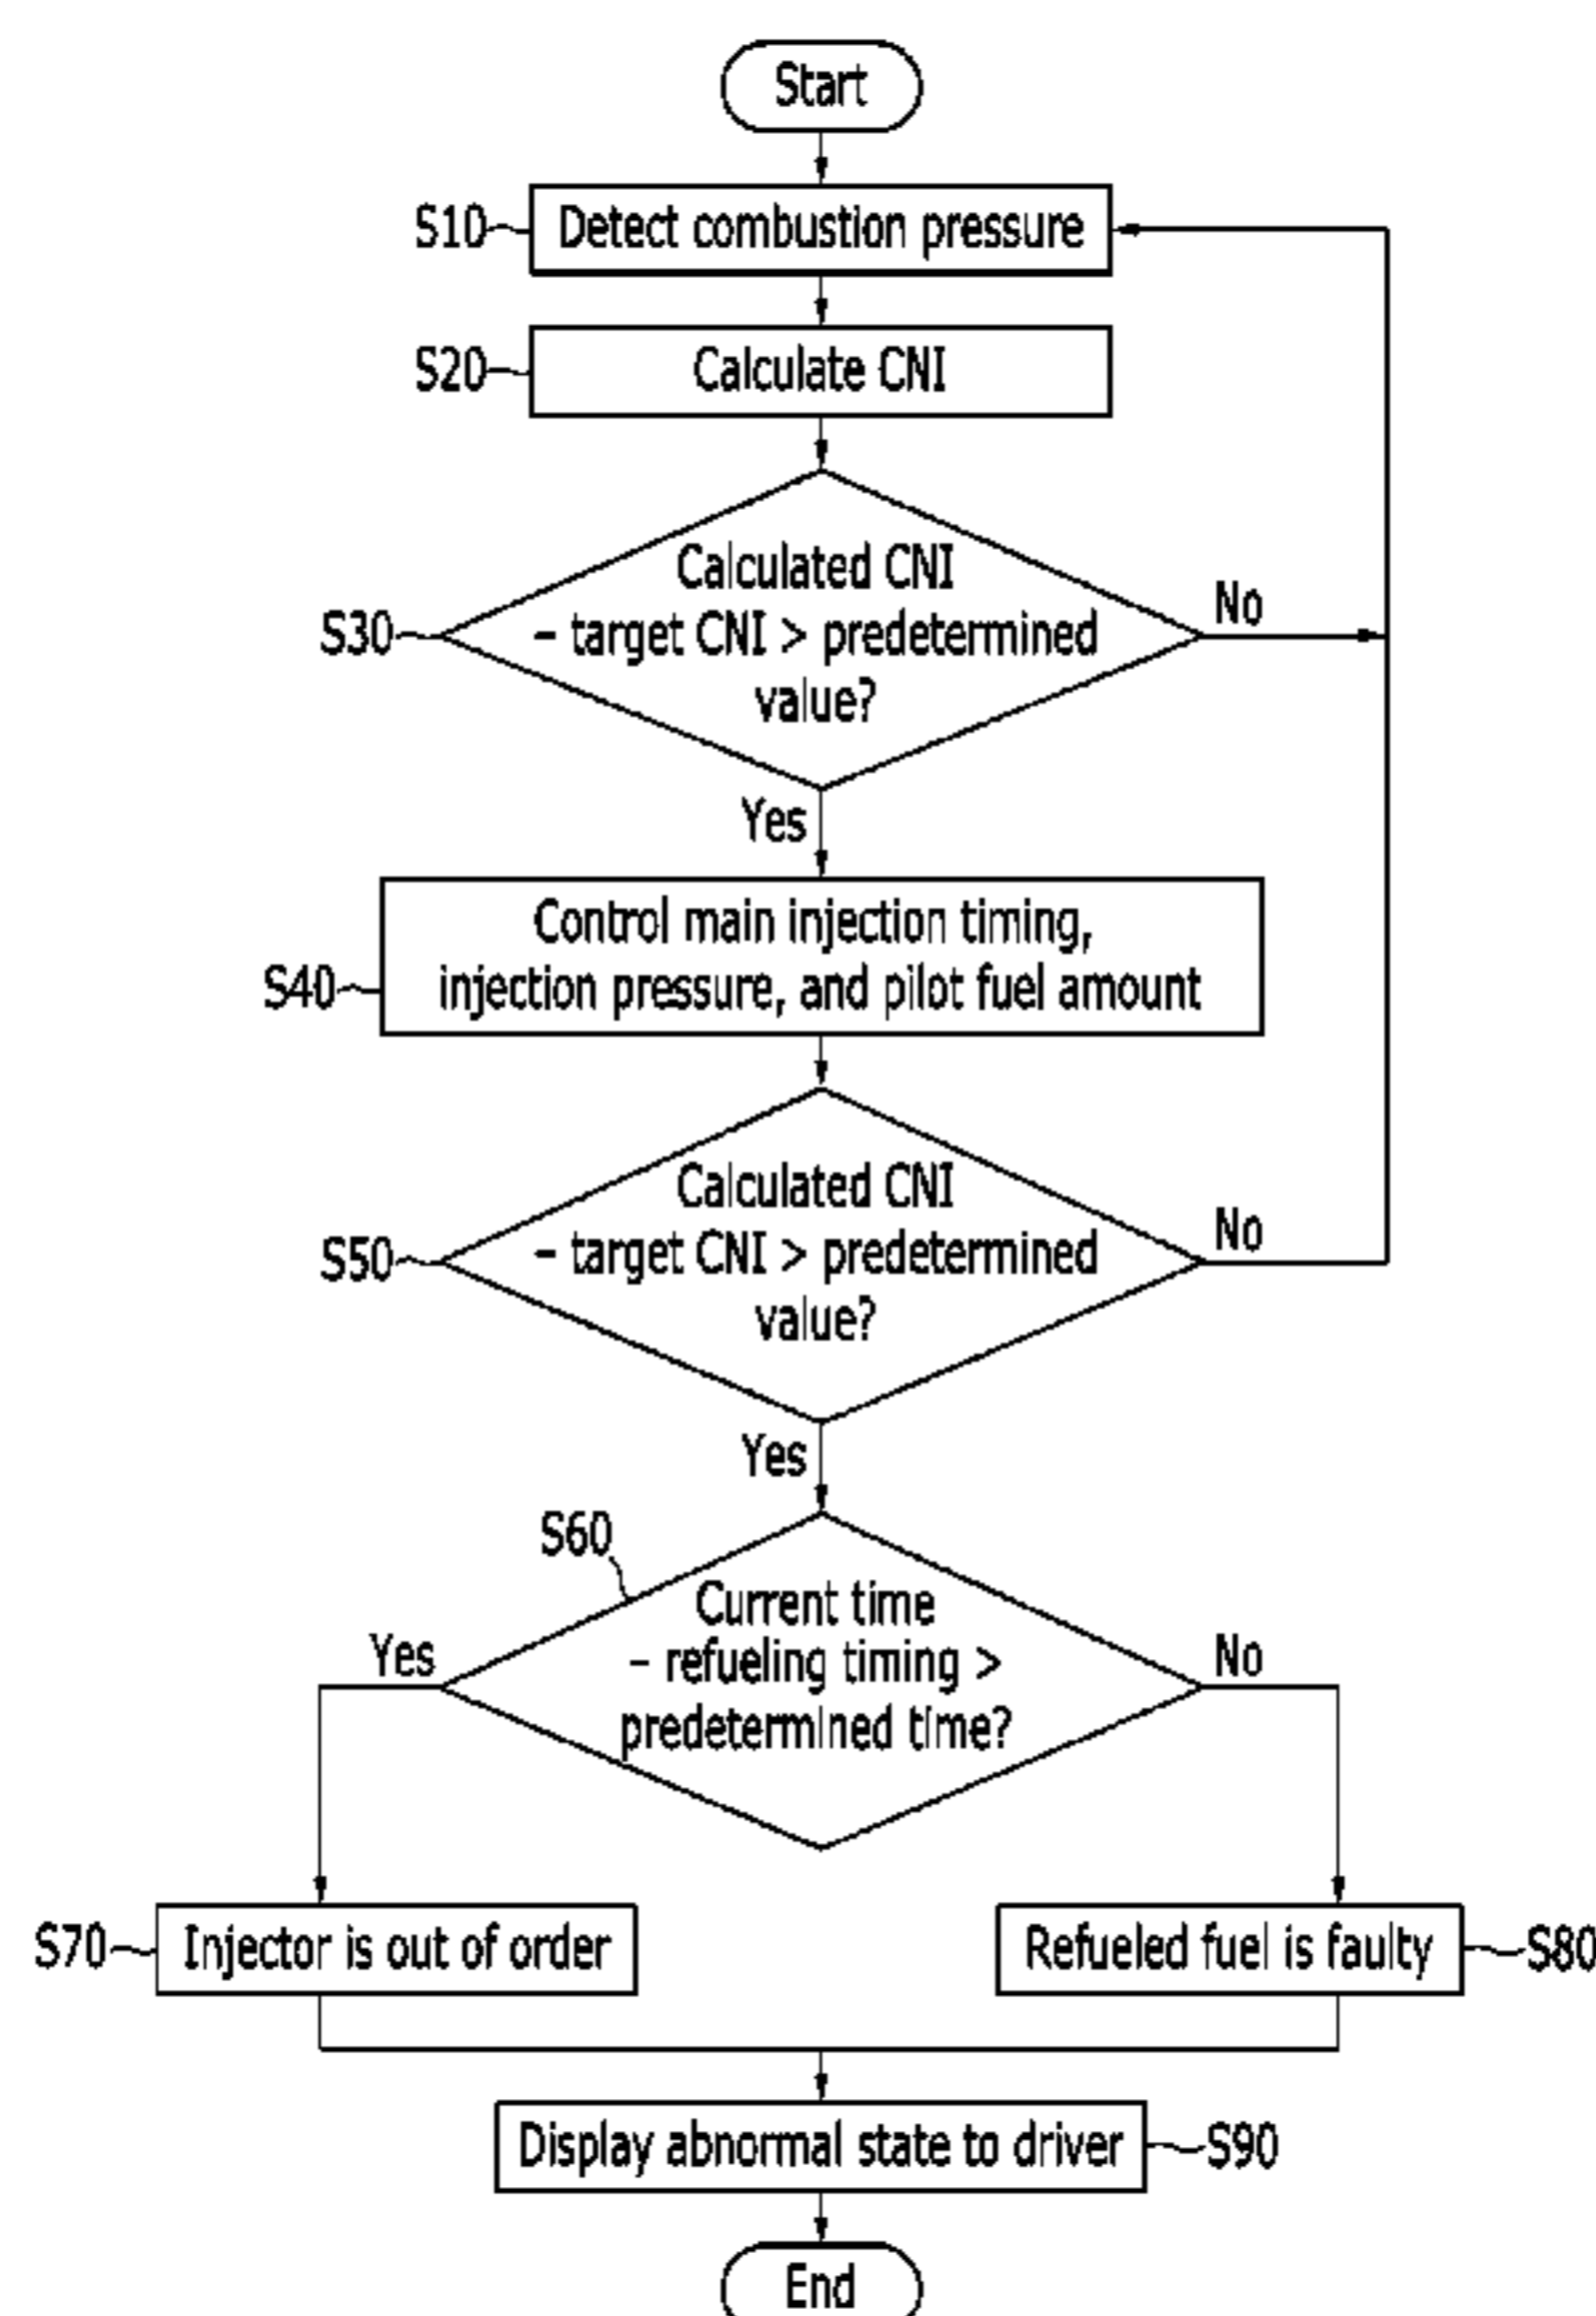 Start
S10
Detect combustion pressure
S20
Calculate CNI
S30
Calculated CNI
– target CNI > predetermined
value?
No
Yes
S40
Control main injection timing,
injection pressure, and pilot fuel amount
S50
Calculated CNI
– target CNI > predetermined
value?
No
Yes
S60
Current time
– refueling timing >
predetermined time?
Yes
No
S70
Injector is out of order
Refueled fuel is faulty
S80
Display abnormal state to driver
S90
End